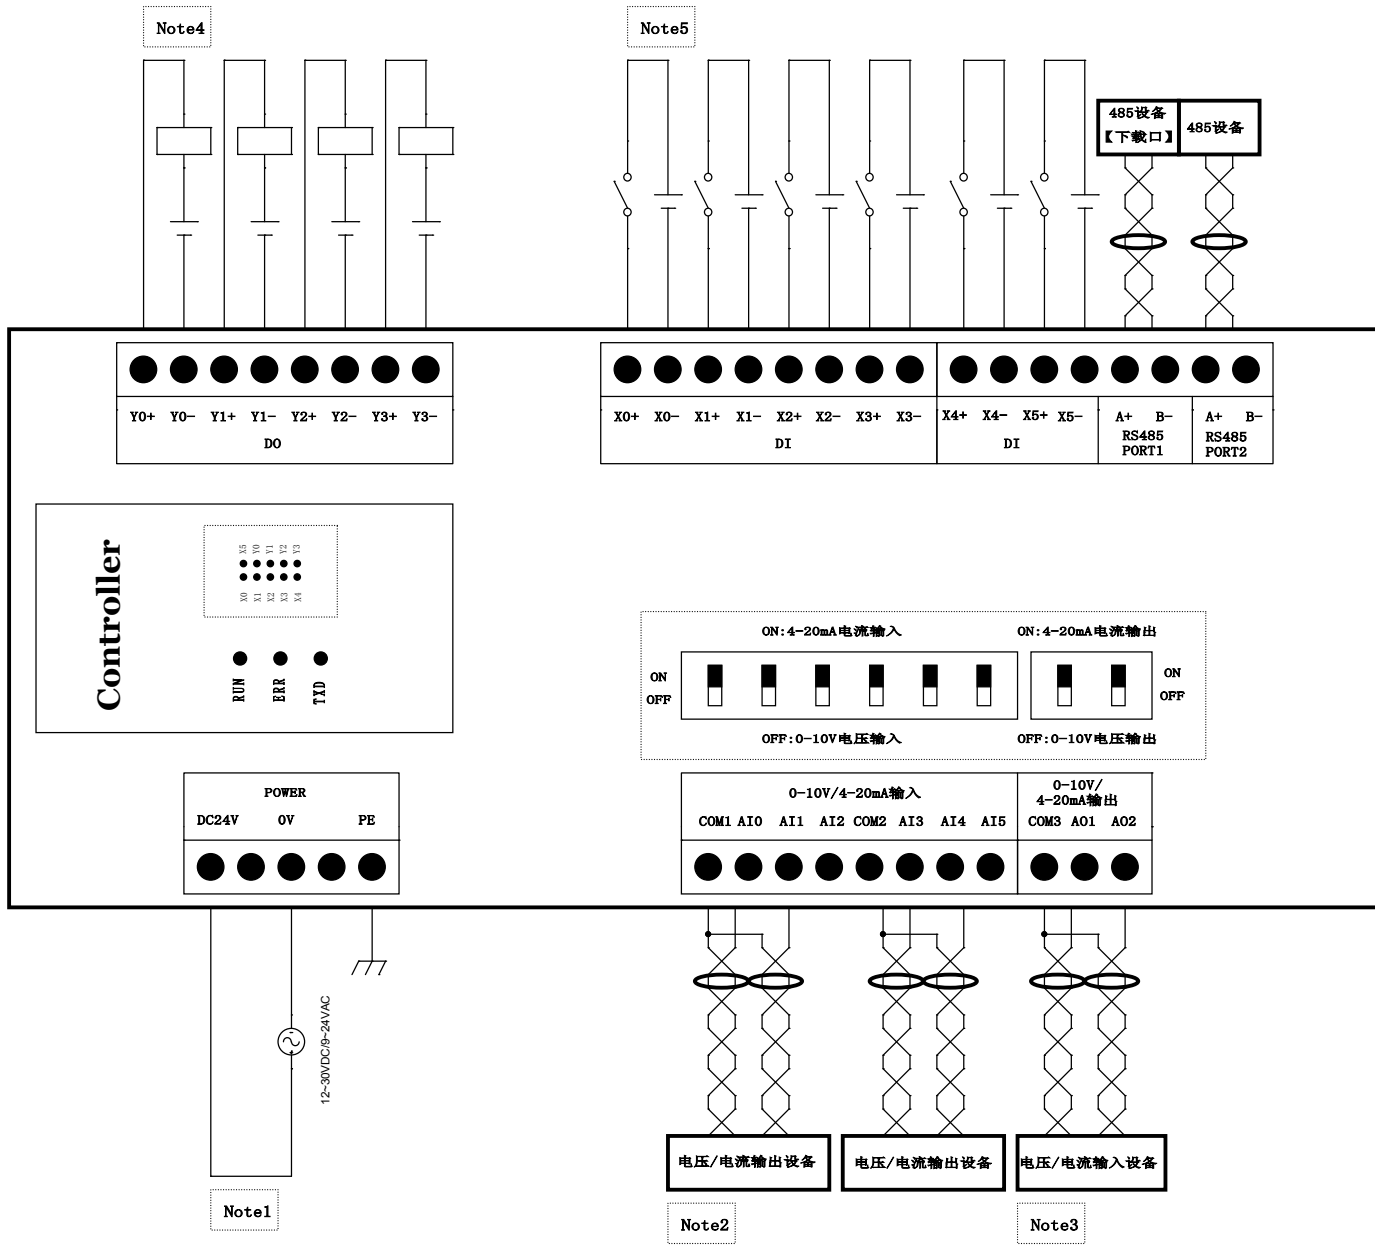 Note4
Note5
485设备
【下载口】
485设备
Y0+ Y0- Y1+ Y1- Y2+ Y2- Y3+ Y3-
DO
X0+ X0- X1+ X1- X2+ X2- X3+ X3-
DI
X4+ X4- X5+ X5-
DI
A+ B-
RS485
PORT1
A+ B-
RS485
PORT2
Controller
X5 Y0 Y1 Y2 Y3
X0 X1 X2 X3 X4
RUN ERR TXD
ON:4-20mA电流输入
ON:4-20mA电流输出
ON
OFF
ON
OFF
OFF:0-10V电压输入
OFF:0-10V电压输出
POWER
DC24V 0V PE
0-10V/4-20mA输入
COM1 AI0 AI1 AI2 COM2 AI3 AI4 AI5
0-10V/
4-20mA输出
COM3 AO1 AO2
12~30VDC/9~24VAC
电压/电流输出设备
电压/电流输出设备
电压/电流输入设备
Note1
Note2
Note3